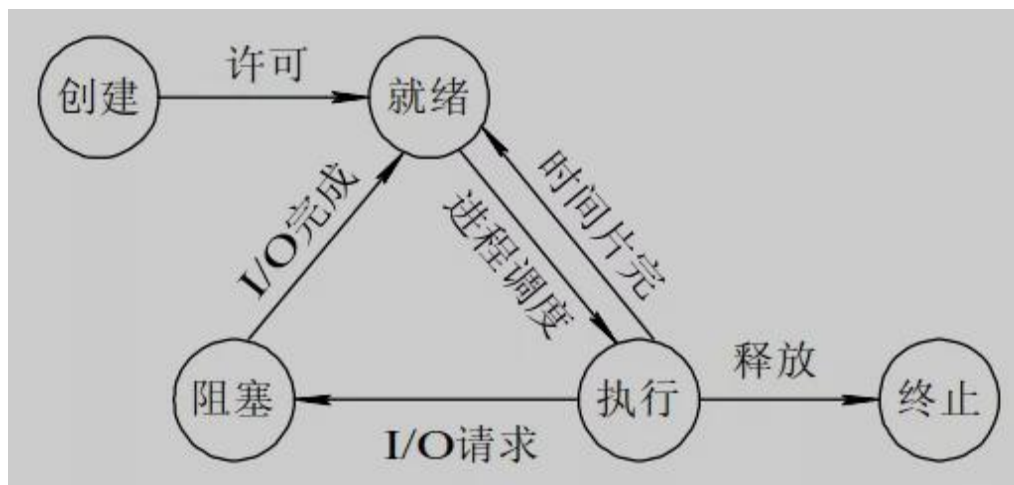 许可
创建
就绪
I/O完成
进程调度
时间片完
阻塞
执行
释放
终止
I/O请求